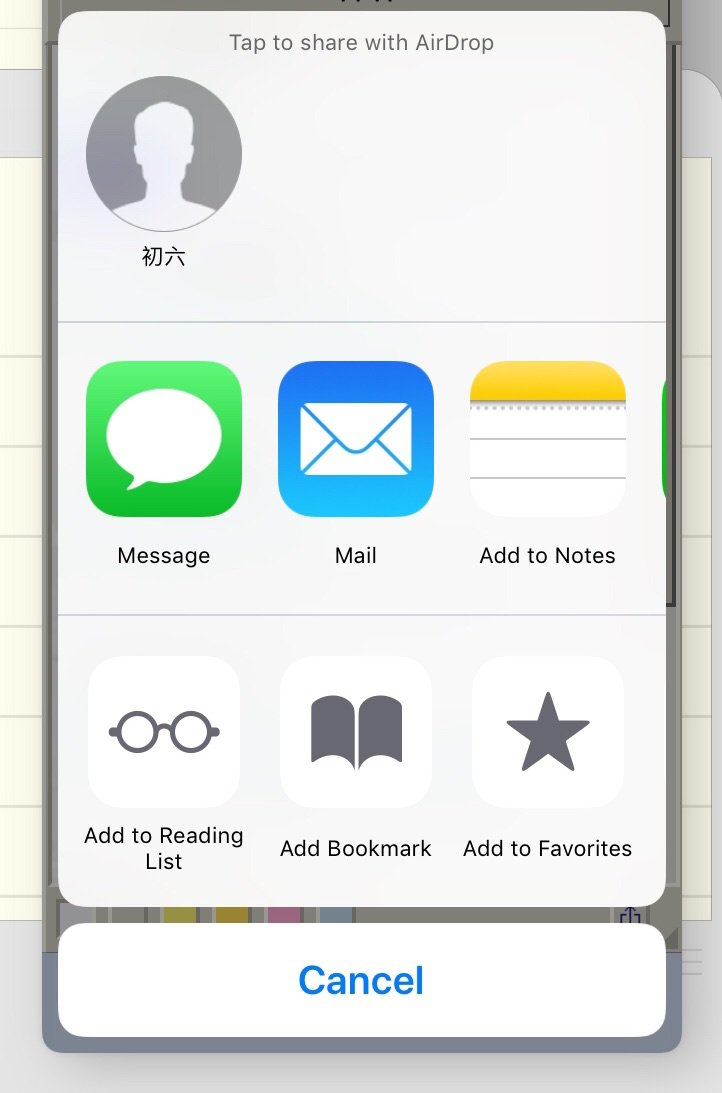 Tap to share with AirDrop
初六
Message
Mail
Add to Notes
Add to Reading
List
Add Bookmark
Add to Favorites
Cancel